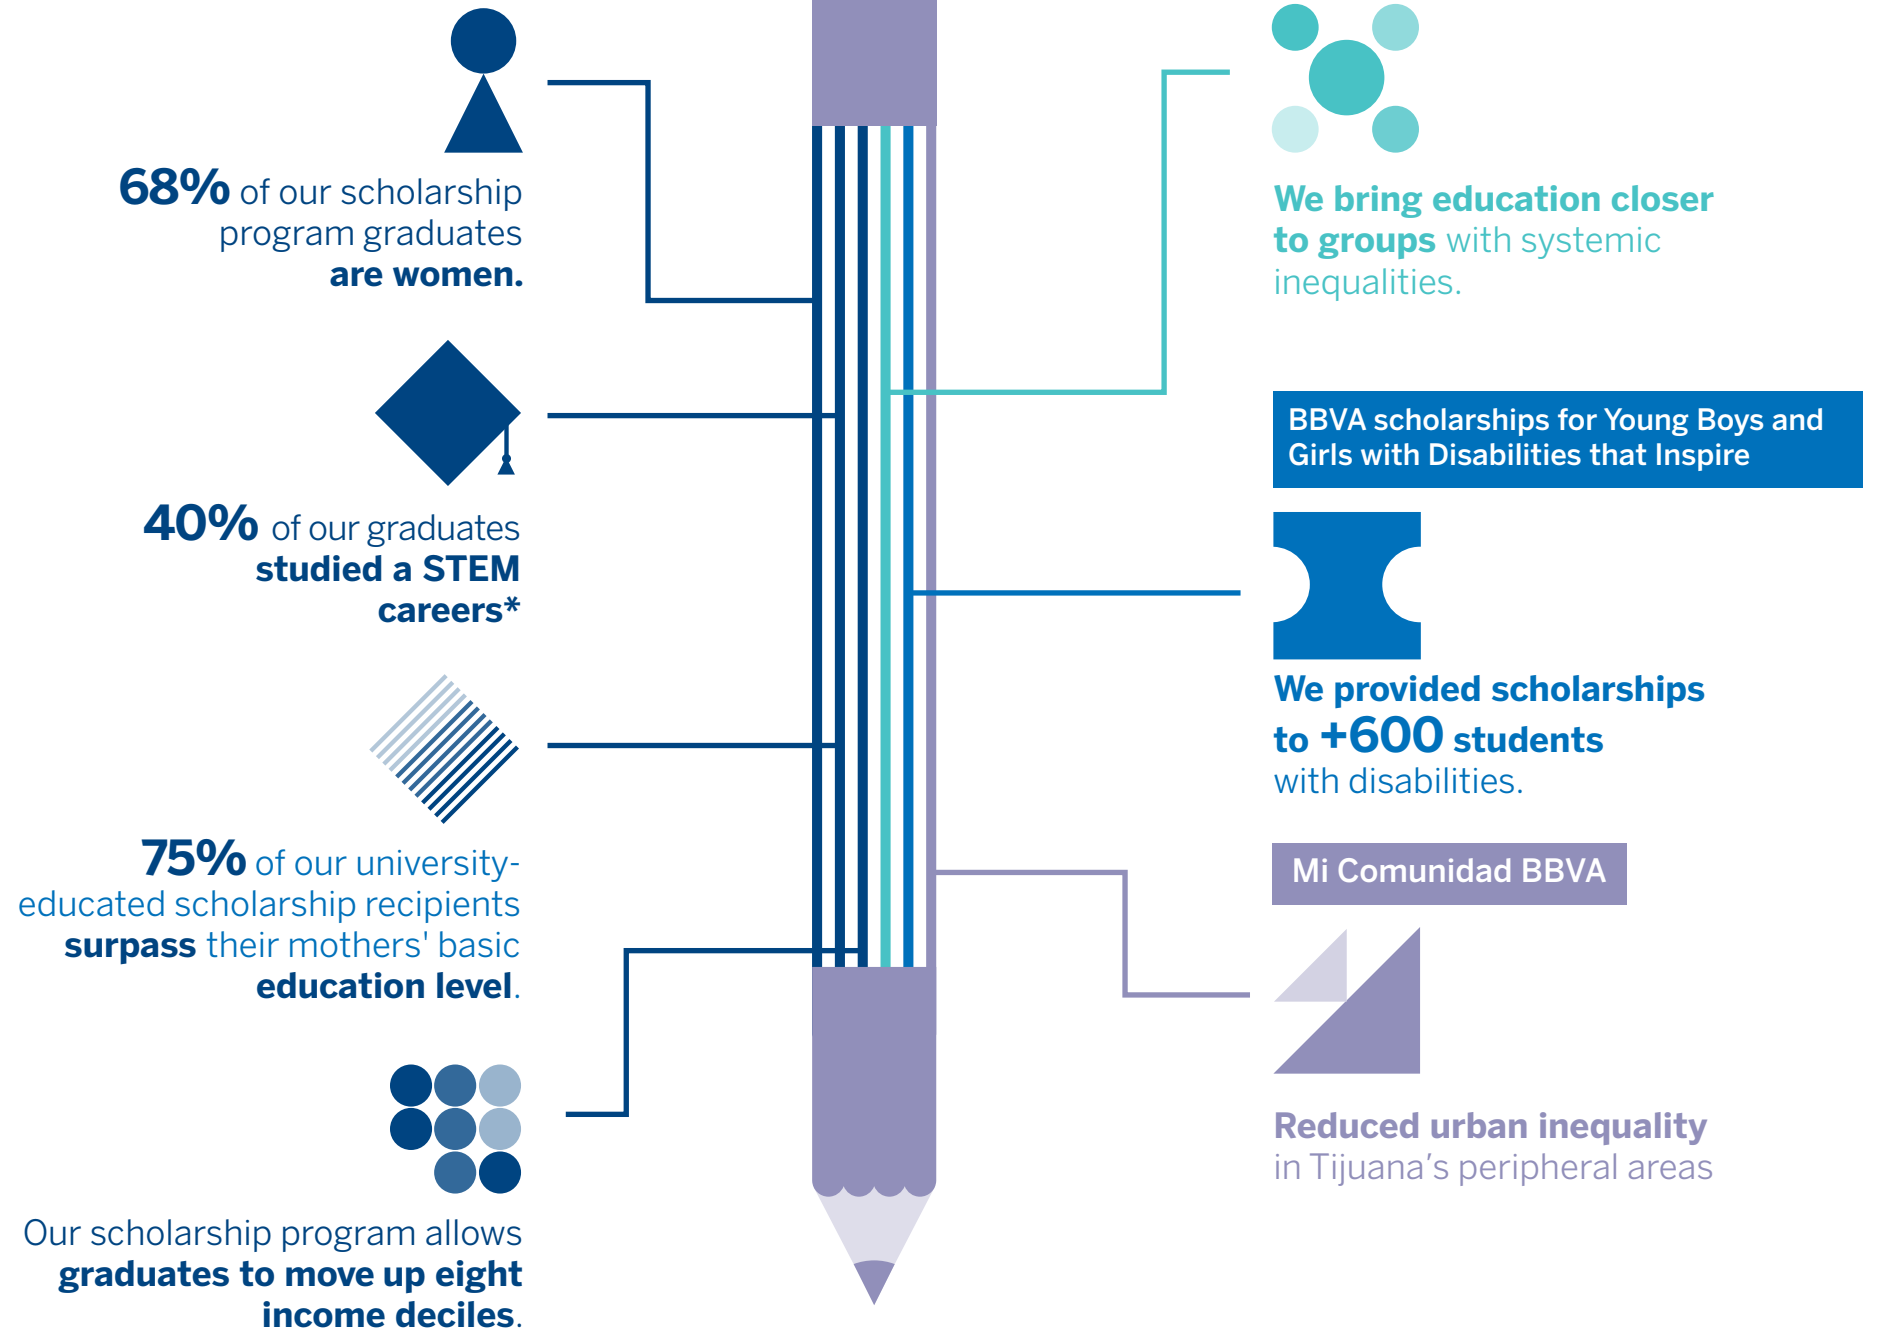 68% of our scholarship
program graduates
are women.
40% of our graduates
studied a STEM
careers*
75% of our university-
educated scholarship recipients
surpass their mothers' basic
education level.
Our scholarship program allows
graduates to move up eight
income deciles.
We bring education closer
to groups with systemic
inequalities.
BBVA scholarships for Young Boys and
Girls with Disabilities that Inspire
We provided scholarships
to +600 students
with disabilities.
Mi Comunidad BBVA
Reduced urban inequality
in Tijuana’s peripheral areas